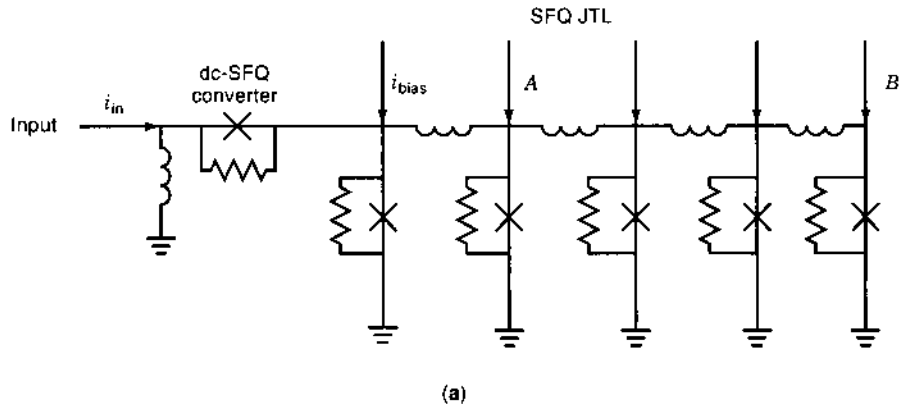 SFQ JTL
dc-SFQ
converter
i_bias
A
B
i_in
Input
(a)